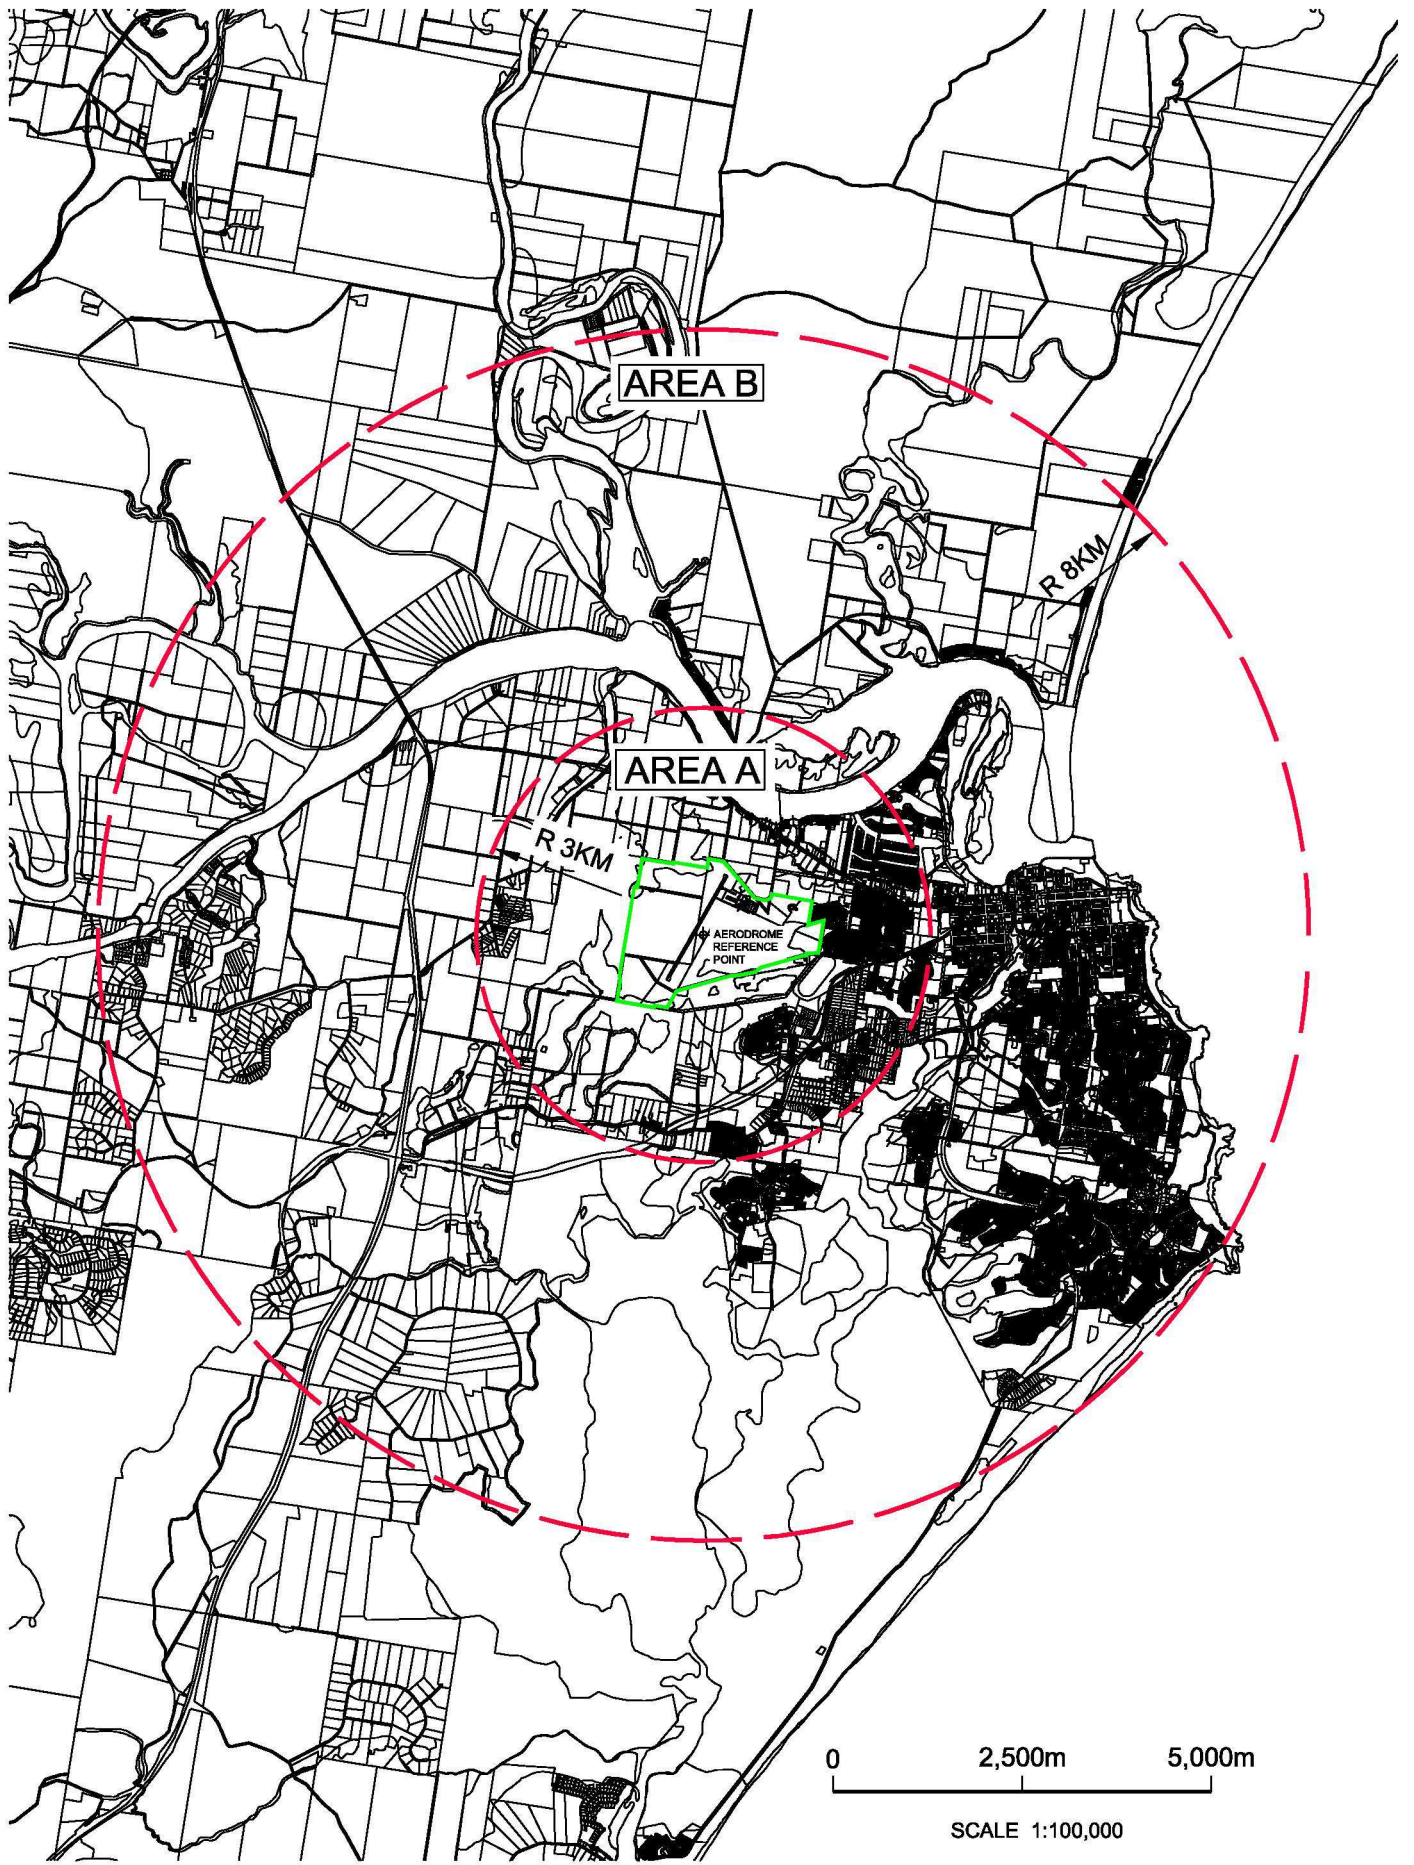 AREA B
R 8KM
AREA A
R 3KM
AERODROME
REFERENCE
POINT
0 2,500m 5,000m
SCALE 1:100,000